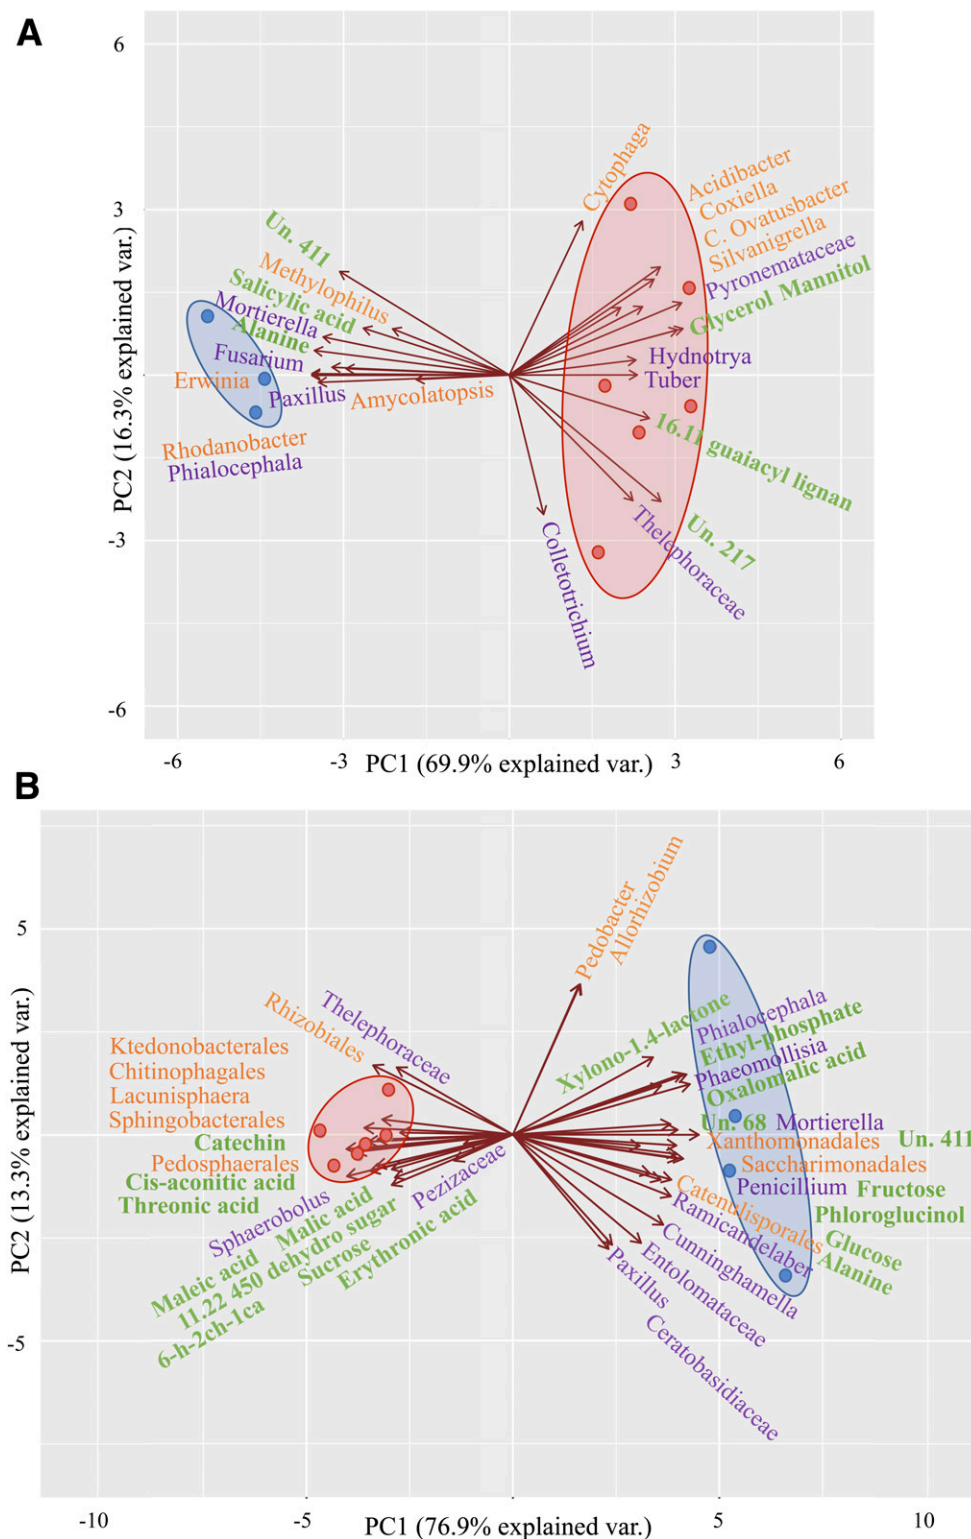 A
6
3
-3
-6
PC2 (16.3% explained var.)
Cytophaga
Acidibacter
Coxiella
C. Ovatusbacter
Silvanigrella
Pyronemataceae
Glycerol Mannitol
Un. 411
Methylophilus
Salicylic acid
Mortierella
Alanine
Fusarium
Erwinia
Paxillus
Amycolatopsis
Hydnotrya
Tuber
16.11 guaiacyl lignan
Rhodanobacter
Phialocephala
Un. 217
Thelephoraceae
Colletotrichium
-6
-3
PC1 (69.9% explained var.)
3
6
B
5
-5
PC2 (13.3% explained var.)
Pedobacter
Allorhizobium
Thelephoraceae
Rhizobiales
Xylono-1.4-lactone
Phialocephala
Ethyl-phosphate
Phaeomollisia
Oxalomalic acid
Ktedonobacterales
Chitinophagales
Lacunisphaera
Sphingobacterales
Catechin
Pedosphaerales
Cis-aconitic acid
Threonic acid
Un. 68
Mortierella
Xanthomonadales
Un. 411
Saccharimonadales
Penicillium
Fructose
Phloroglucinol
Catenulisporales
Glucose
Alanine
Ramicandelaber
Cunninghamella
Entolomataceae
Paxillus
Ceratobasidiaceae
Sphaerobolus
Pezizaceae
Malic acid
Maleic acid
11.22 450 dehydro sugar
Sucrose
Erythronic acid
6-h-2ch-1ca
-10
-5
PC1 (76.9% explained var.)
5
10